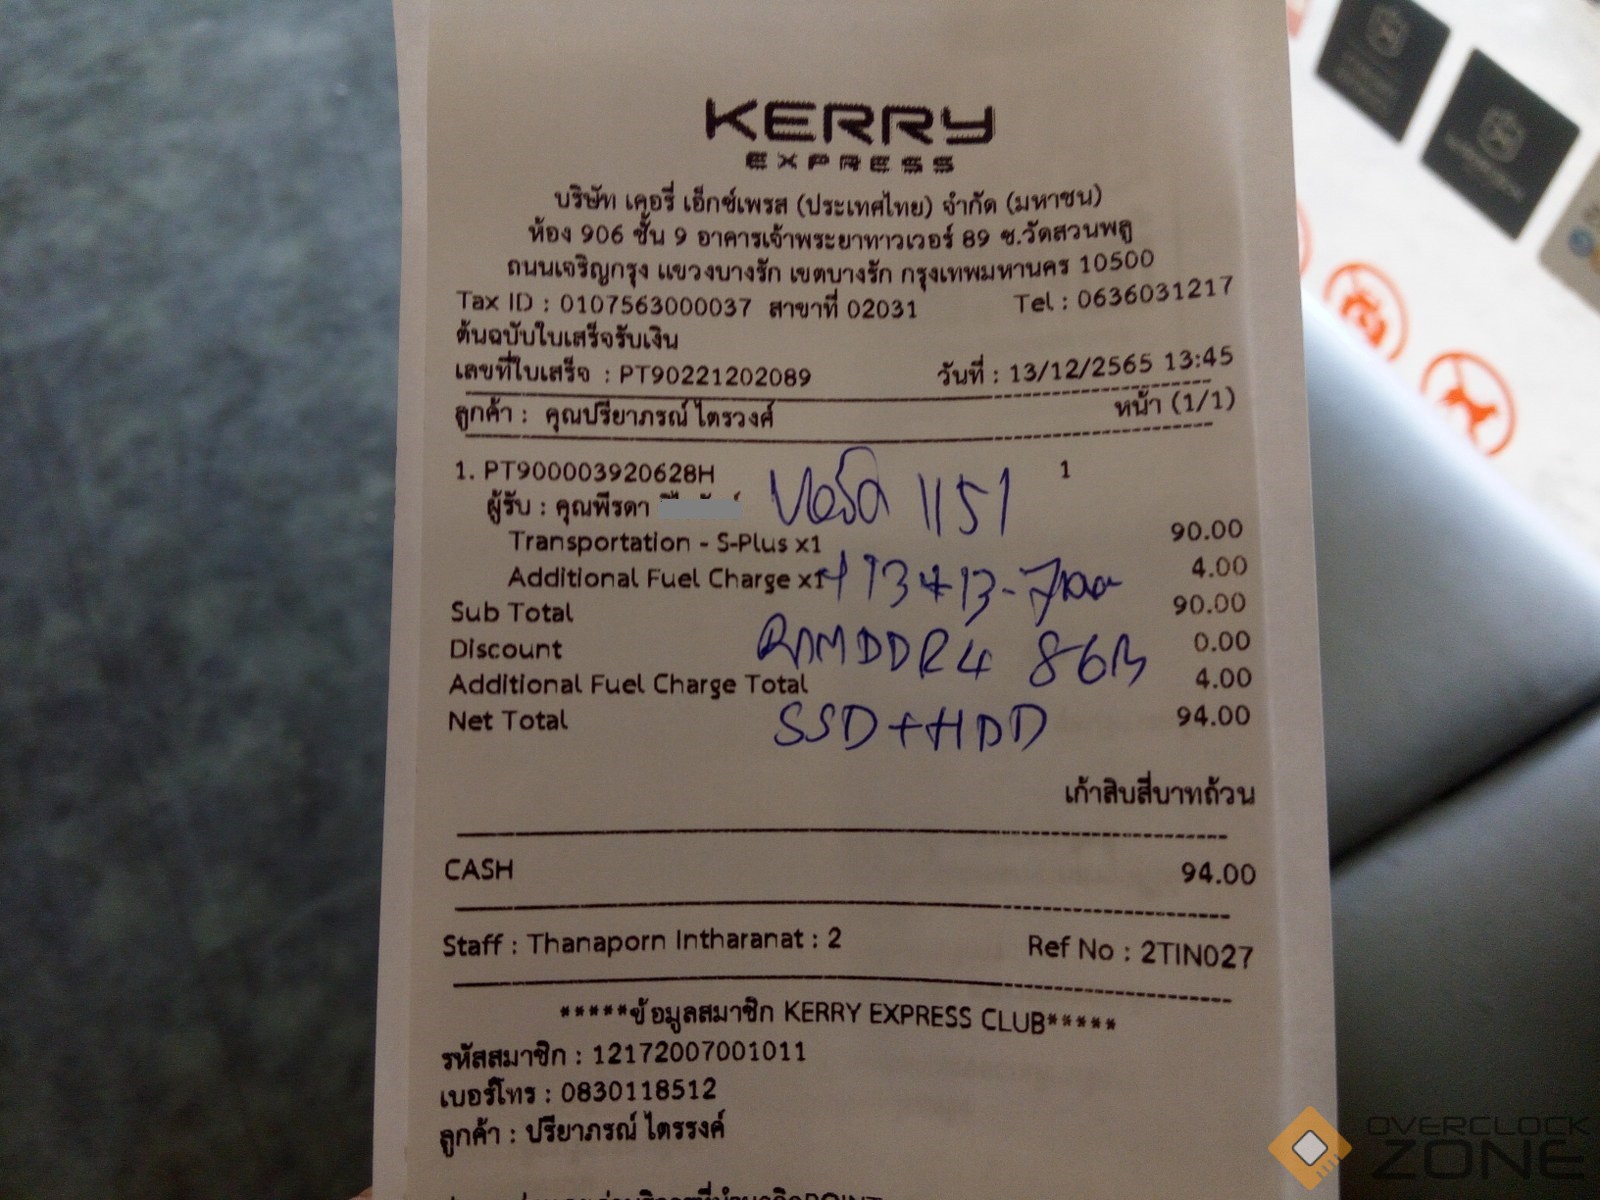 KERRY
EXPRESS
บริษัท เคอรี่ เอ็กซ์เพรส (ประเทศไทย) จำกัด (มหาชน)
ห้อง 906 ชั้น 9 อาคารเจ้าพระยาทาวเวอร์ 89 ซ.วัดสวนพลู
ถนนเจริญกรุง แขวงบางรัก เขตบางรัก กรุงเทพมหานคร 10500
Tax ID : 0107563000037 สาขาที่ 02031 Tel : 0636031217
ต้นฉบับใบเสร็จรับเงิน
เลขที่ใบเสร็จ : PT90221202089 วันที่ : 13/12/2565 13:45
ลูกค้า : คุณปรียาภรณ์ ไตรวงศ์ หน้า (1/1)
1. PT900003920628H 1
ผู้รับ : คุณพีรดา บอร์ด 1151
Transportation - S-Plus x1 90.00
Additional Fuel Charge x1 4.00
Sub Total 90.00
Discount RAM DDR4 8GB 0.00
Additional Fuel Charge Total 4.00
Net Total SSD+HDD 94.00
เก้าสิบสี่บาทถ้วน
CASH 94.00
Staff : Thanaporn Intharanat : 2 Ref No : 2TIN027
*****ข้อมูลสมาชิก KERRY EXPRESS CLUB*****
รหัสสมาชิก : 12172007001011
เบอร์โทร : 0830118512
ลูกค้า : ปรียาภรณ์ ไตรรงค์
OVERCLOCK
ZONE